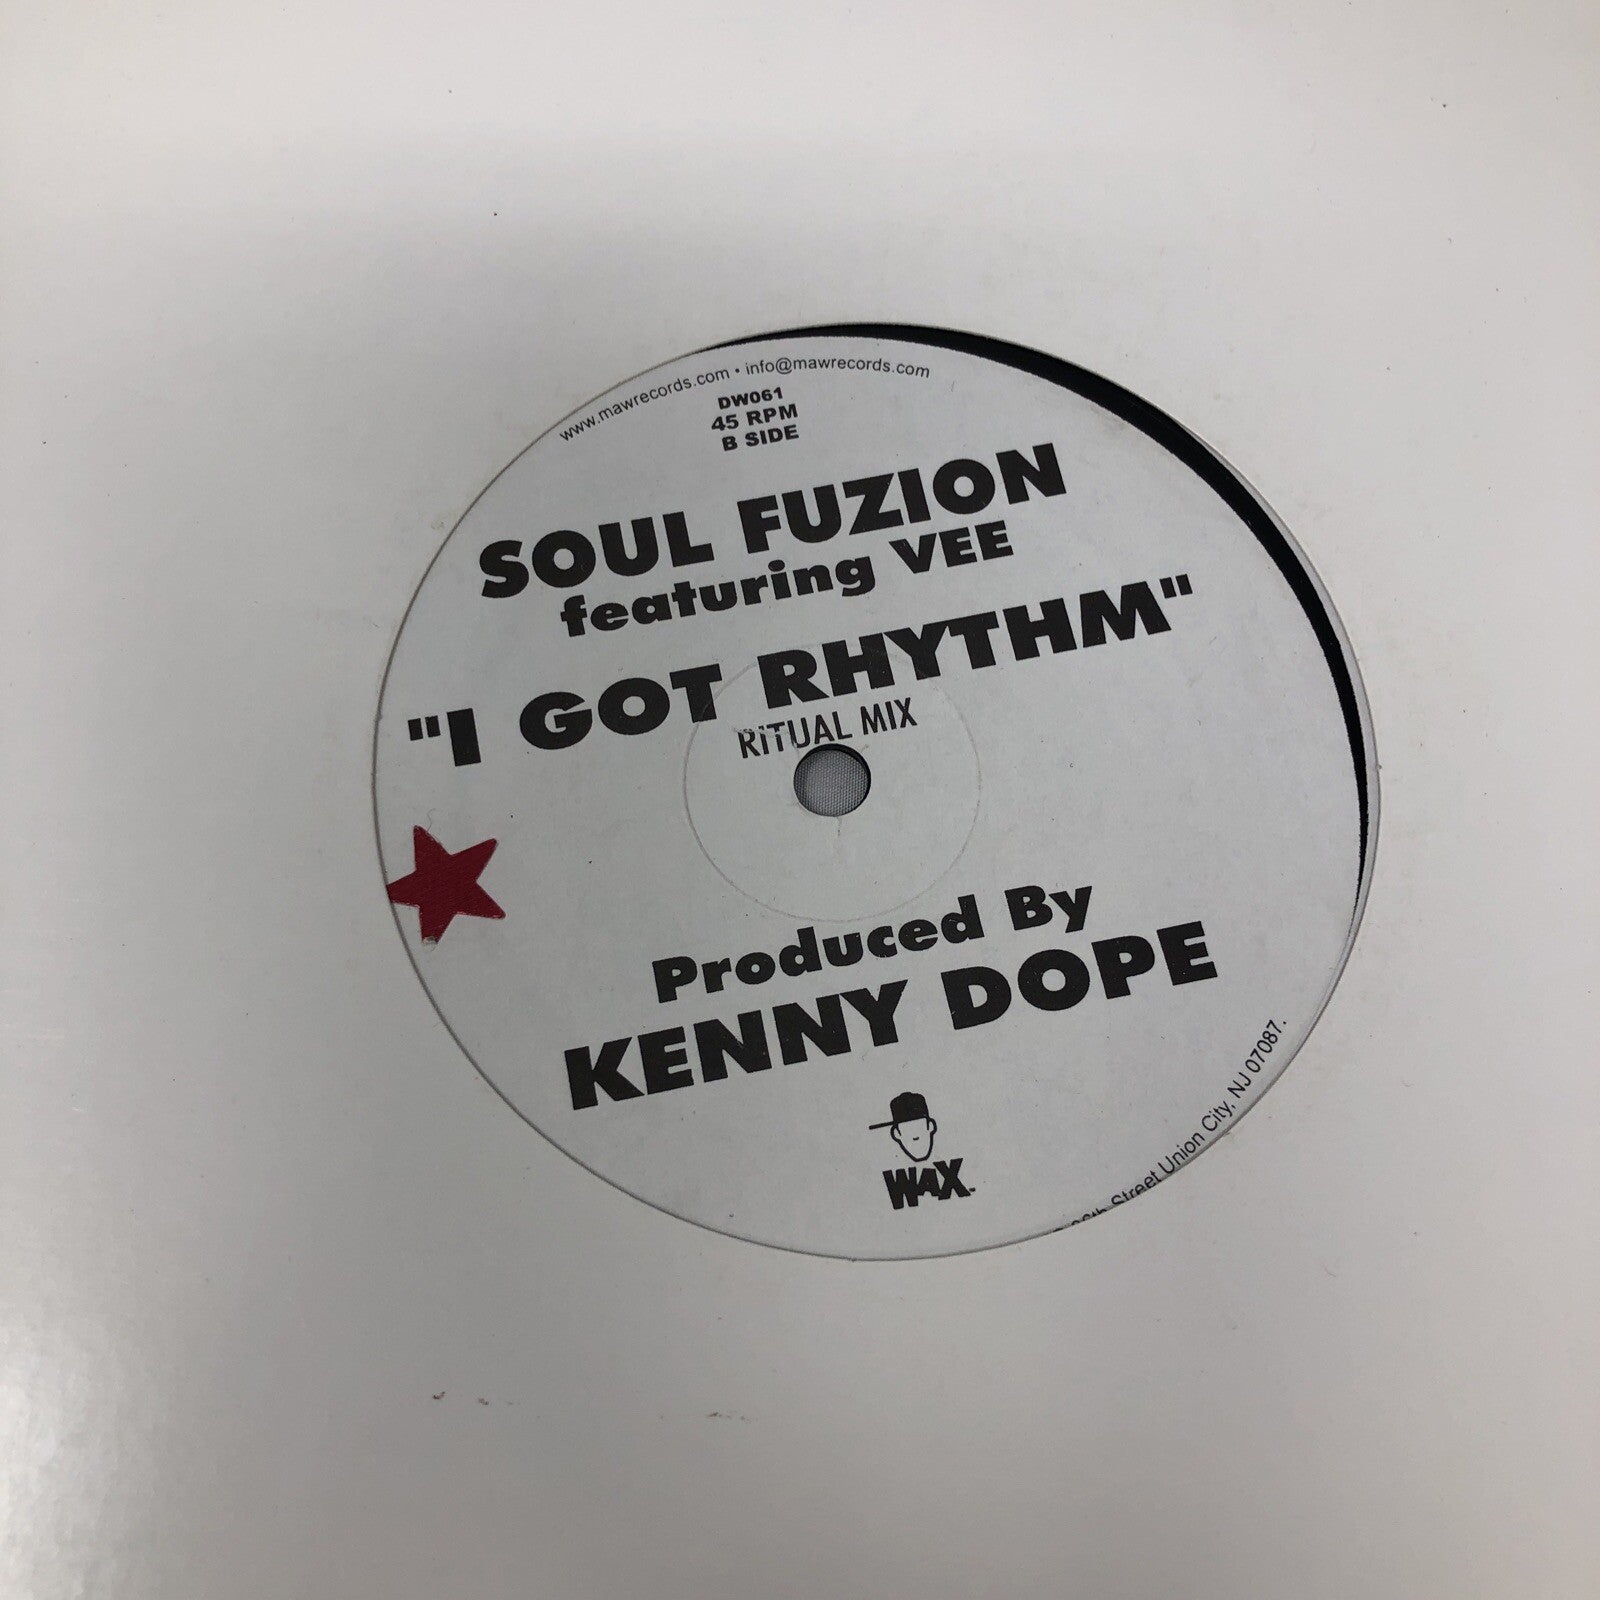 www.mawrecords.com • info@mawrecords.com
DW061
45 RPM
B SIDE
SOUL FUZION
featuring VEE
"I GOT RHYTHM"
RITUAL MIX
Produced By
KENNY DOPE
WAX
Street Union City, NJ 07087.